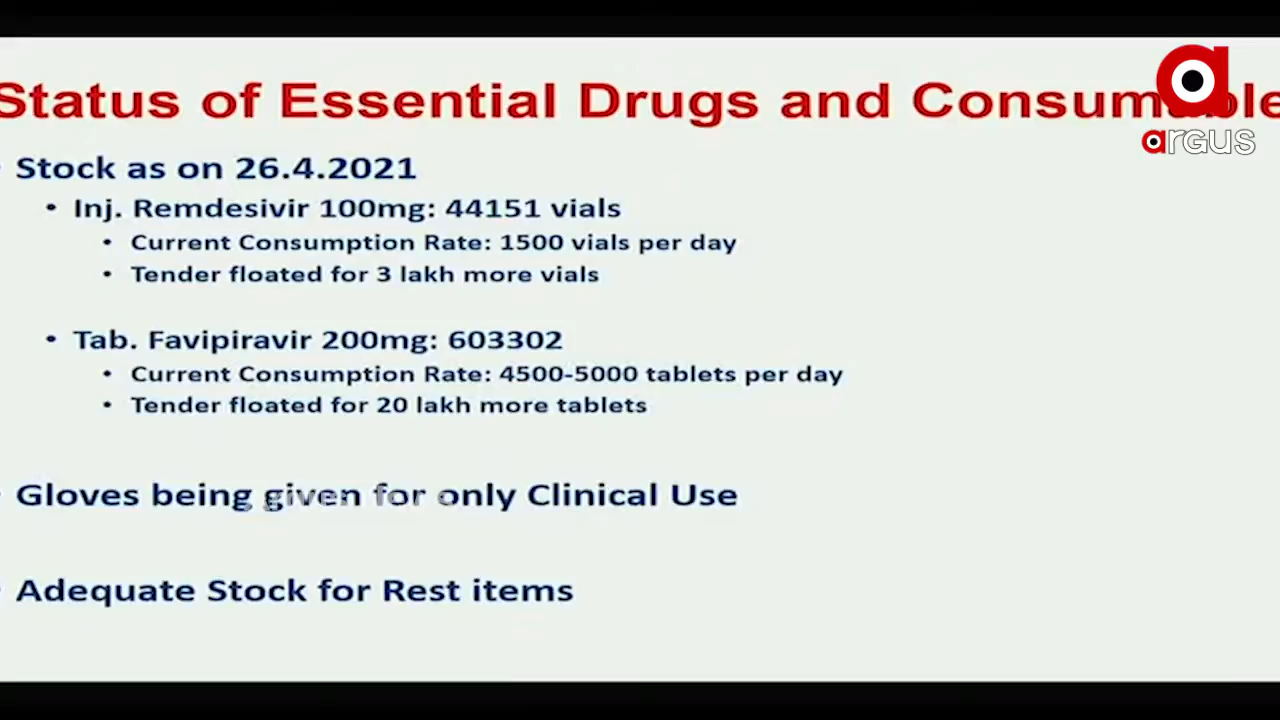 Status of Essential Drugs and Consumable
argus
• Stock as on 26.4.2021
• Inj. Remdesivir 100mg: 44151 vials
• Current Consumption Rate: 1500 vials per day
• Tender floated for 3 lakh more vials
• Tab. Favipiravir 200mg: 603302
• Current Consumption Rate: 4500-5000 tablets per day
• Tender floated for 20 lakh more tablets
• Gloves being given for only Clinical Use
• Adequate Stock for Rest items